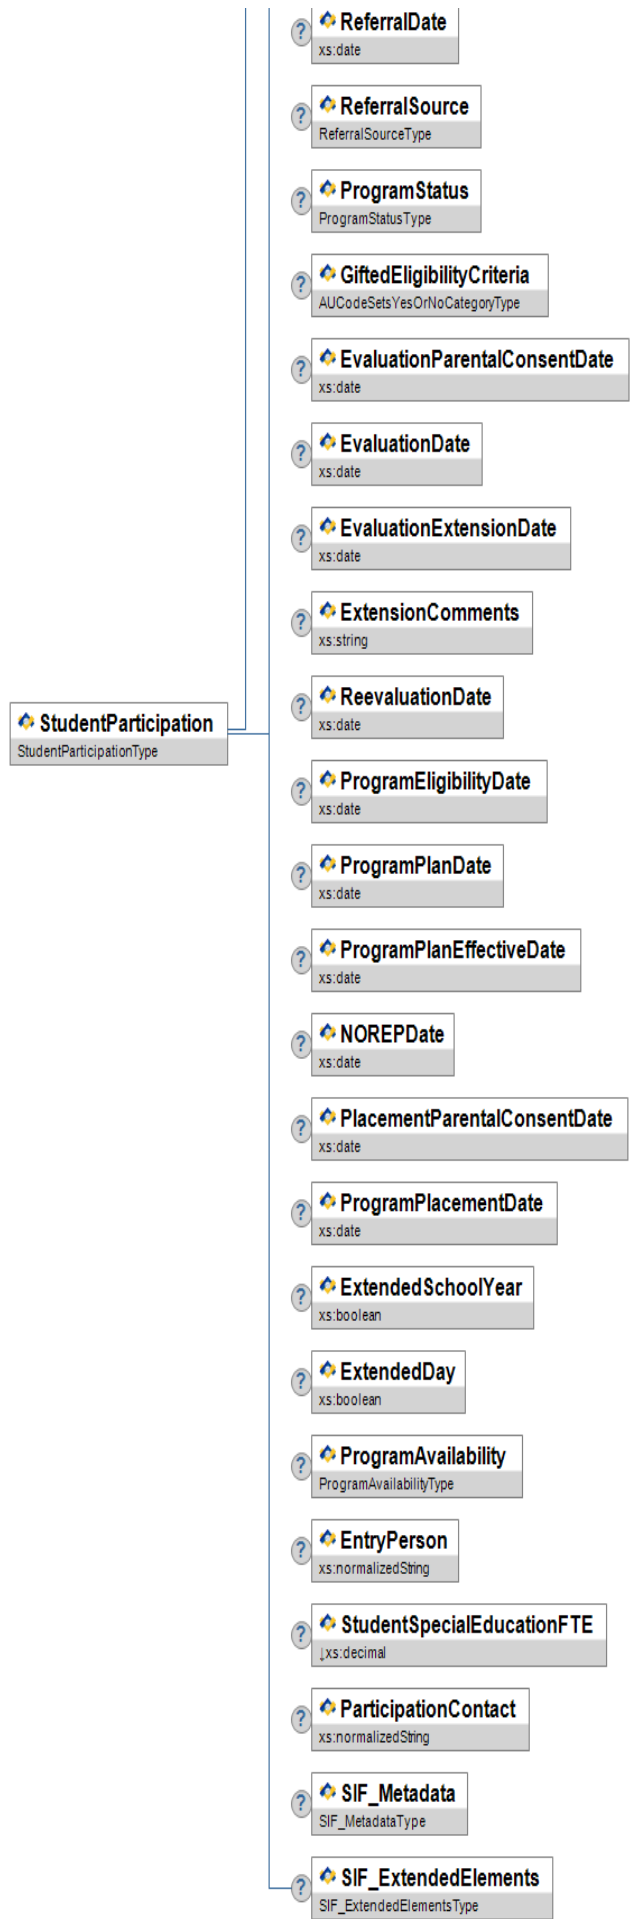 ?
ReferralDate
xs:date
?
ReferralSource
ReferralSourceType
?
ProgramStatus
ProgramStatusType
?
GiftedEligibilityCriteria
AUCodeSetsYesOrNoCategoryType
?
EvaluationParentalConsentDate
xs:date
?
EvaluationDate
xs:date
?
EvaluationExtensionDate
xs:date
?
ExtensionComments
xs:string
?
ReevaluationDate
xs:date
StudentParticipation
StudentParticipationType
?
ProgramEligibilityDate
xs:date
?
ProgramPlanDate
xs:date
?
ProgramPlanEffectiveDate
xs:date
?
NOREPDate
xs:date
?
PlacementParentalConsentDate
xs:date
?
ProgramPlacementDate
xs:date
?
ExtendedSchoolYear
xs:boolean
?
ExtendedDay
xs:boolean
?
ProgramAvailability
ProgramAvailabilityType
?
EntryPerson
xs:normalizedString
?
StudentSpecialEducationFTE
↓xs:decimal
?
ParticipationContact
xs:normalizedString
?
SIF_Metadata
SIF_MetadataType
?
SIF_ExtendedElements
SIF_ExtendedElementsType